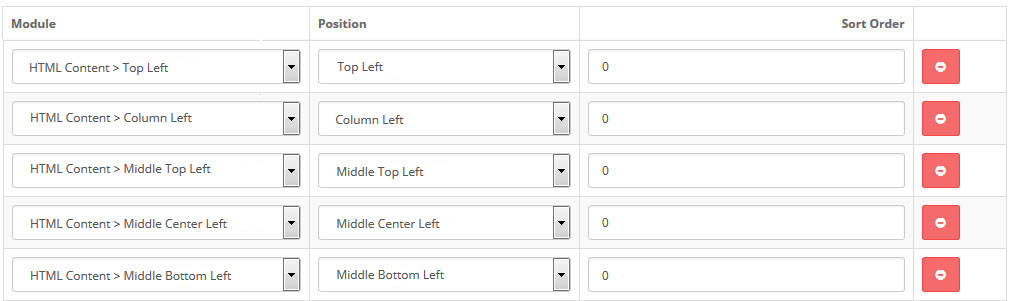 Module Position Sort Order
HTML Content > Top Left Top Left 0
HTML Content > Column Left Column Left 0
HTML Content > Middle Top Left Middle Top Left 0
HTML Content > Middle Center Left Middle Center Left 0
HTML Content > Middle Bottom Left Middle Bottom Left 0